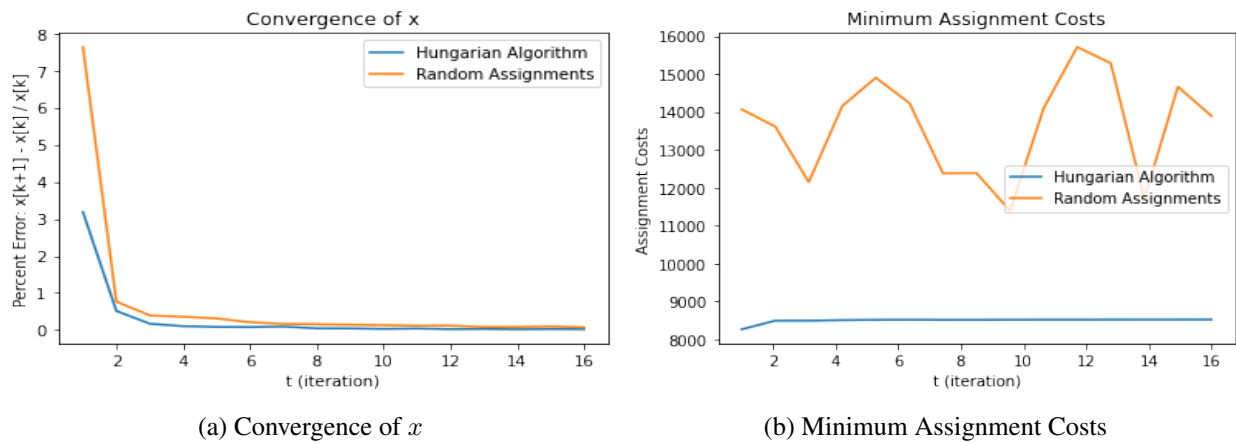 Convergence of x
Percent Error: x[k+1] - x[k] / x[k]
8
7
6
5
4
3
2
1
0
Hungarian Algorithm
Random Assignments
2 4 6 8 10 12 14 16
t (iteration)
(a) Convergence of x
Minimum Assignment Costs
Assignment Costs
16000
15000
14000
13000
12000
11000
10000
9000
8000
Hungarian Algorithm
Random Assignments
2 4 6 8 10 12 14 16
t (iteration)
(b) Minimum Assignment Costs